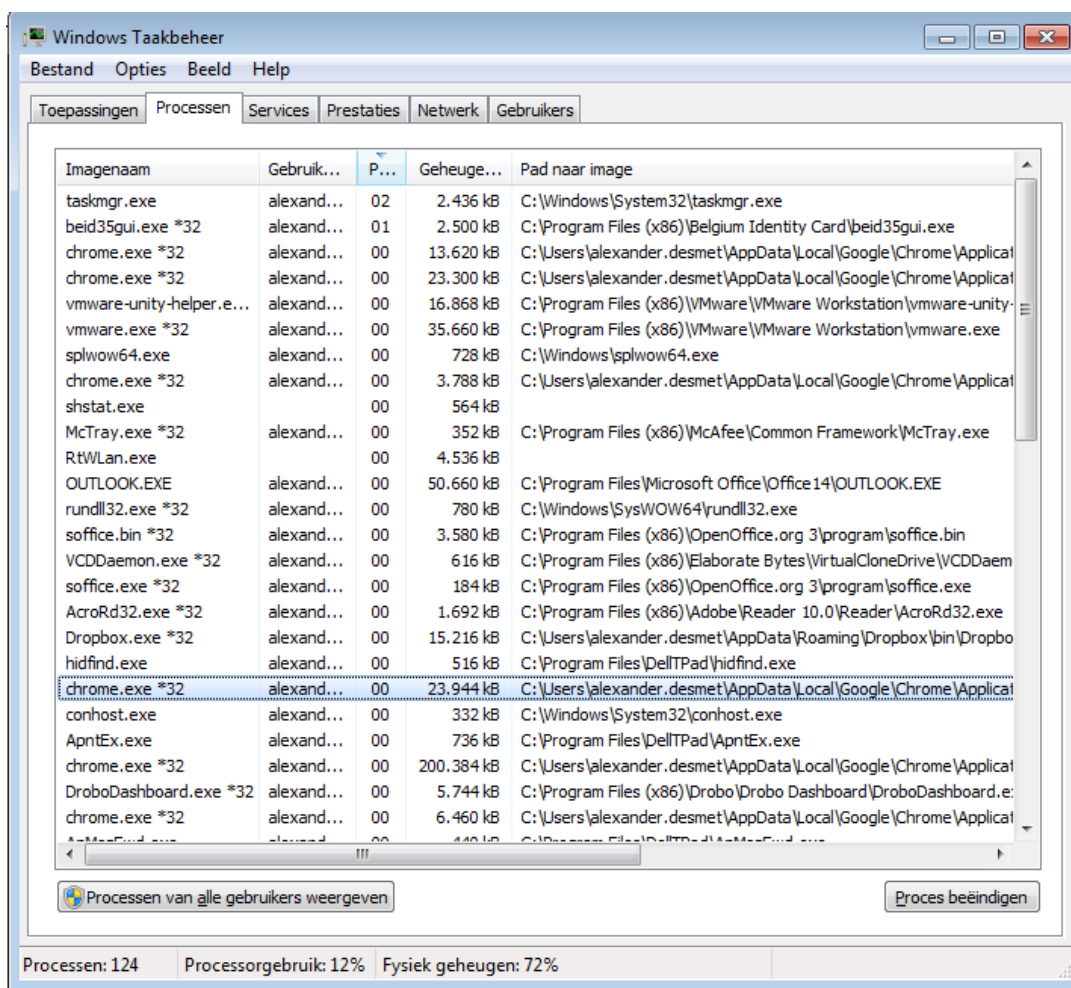 Windows Taakbeheer
Bestand Opties Beeld Help
Toepassingen Processen Services Prestaties Netwerk Gebruikers
Imagenaam Gebruik... P... Geheuge... Pad naar image
taskmgr.exe alexand... 02 2.436 kB C:\Windows\System32\taskmgr.exe
beid35gui.exe *32 alexand... 01 2.500 kB C:\Program Files (x86)\Belgium Identity Card\beid35gui.exe
chrome.exe *32 alexand... 00 13.620 kB C:\Users\alexander.desmet\AppData\Local\Google\Chrome\Applicat
chrome.exe *32 alexand... 00 23.300 kB C:\Users\alexander.desmet\AppData\Local\Google\Chrome\Applicat
vmware-unity-helper.e... alexand... 00 16.868 kB C:\Program Files (x86)\VMware\VMware Workstation\vmware-unity-
vmware.exe *32 alexand... 00 35.660 kB C:\Program Files (x86)\VMware\VMware Workstation\vmware.exe
splwow64.exe alexand... 00 728 kB C:\Windows\splwow64.exe
chrome.exe *32 alexand... 00 3.788 kB C:\Users\alexander.desmet\AppData\Local\Google\Chrome\Applicat
shstat.exe 00 564 kB
McTray.exe *32 alexand... 00 352 kB C:\Program Files (x86)\McAfee\Common Framework\McTray.exe
RtWLan.exe 00 4.536 kB
OUTLOOK.EXE alexand... 00 50.660 kB C:\Program Files\Microsoft Office\Office14\OUTLOOK.EXE
rundll32.exe *32 alexand... 00 780 kB C:\Windows\SysWOW64\rundll32.exe
soffice.bin *32 alexand... 00 3.580 kB C:\Program Files (x86)\OpenOffice.org 3\program\soffice.bin
VCDDaemon.exe *32 alexand... 00 616 kB C:\Program Files (x86)\Elaborate Bytes\VirtualCloneDrive\VCDDaem
soffice.exe *32 alexand... 00 184 kB C:\Program Files (x86)\OpenOffice.org 3\program\soffice.exe
AcroRd32.exe *32 alexand... 00 1.692 kB C:\Program Files (x86)\Adobe\Reader 10.0\Reader\AcroRd32.exe
Dropbox.exe *32 alexand... 00 15.216 kB C:\Users\alexander.desmet\AppData\Roaming\Dropbox\bin\Dropbo
hidfind.exe alexand... 00 516 kB C:\Program Files\DellTPad\hidfind.exe
chrome.exe *32 alexand... 00 23.944 kB C:\Users\alexander.desmet\AppData\Local\Google\Chrome\Applicat
conhost.exe alexand... 00 332 kB C:\Windows\System32\conhost.exe
ApntEx.exe alexand... 00 736 kB C:\Program Files\DellTPad\ApntEx.exe
chrome.exe *32 alexand... 00 200.384 kB C:\Users\alexander.desmet\AppData\Local\Google\Chrome\Applicat
DroboDashboard.exe *32 alexand... 00 5.744 kB C:\Program Files (x86)\Drobo\Drobo Dashboard\DroboDashboard.e
chrome.exe *32 alexand... 00 6.460 kB C:\Users\alexander.desmet\AppData\Local\Google\Chrome\Applicat
Processen van alle gebruikers weergeven Proces beëindigen
Processen: 124 Processorgebruik: 12% Fysiek geheugen: 72%